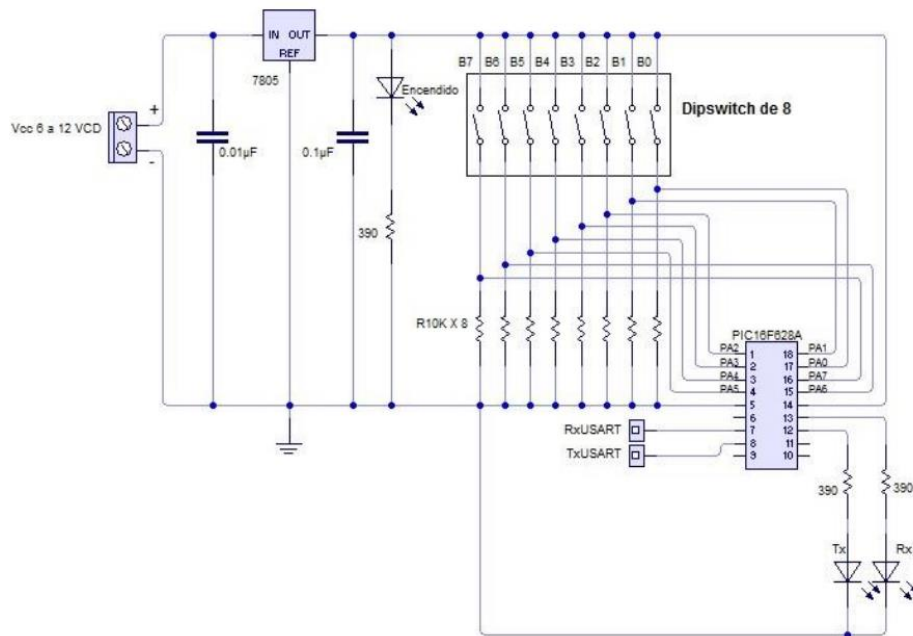 IN OUT
REF
7805
B7 B6 B5 B4 B3 B2 B1 B0
Encendido
Dipswitch de 8
+
Vcc 6 a 12 VCD
-
0.01µF
0.1µF
390
R10K X 8
PIC16F628A
PA2 1 18 PA1
PA3 2 17 PA0
PA4 3 16 PA7
PA5 4 15 PA6
5 14
6 13
RxUSART 7 12
TxUSART 8 11
9 10
390 390
Tx Rx